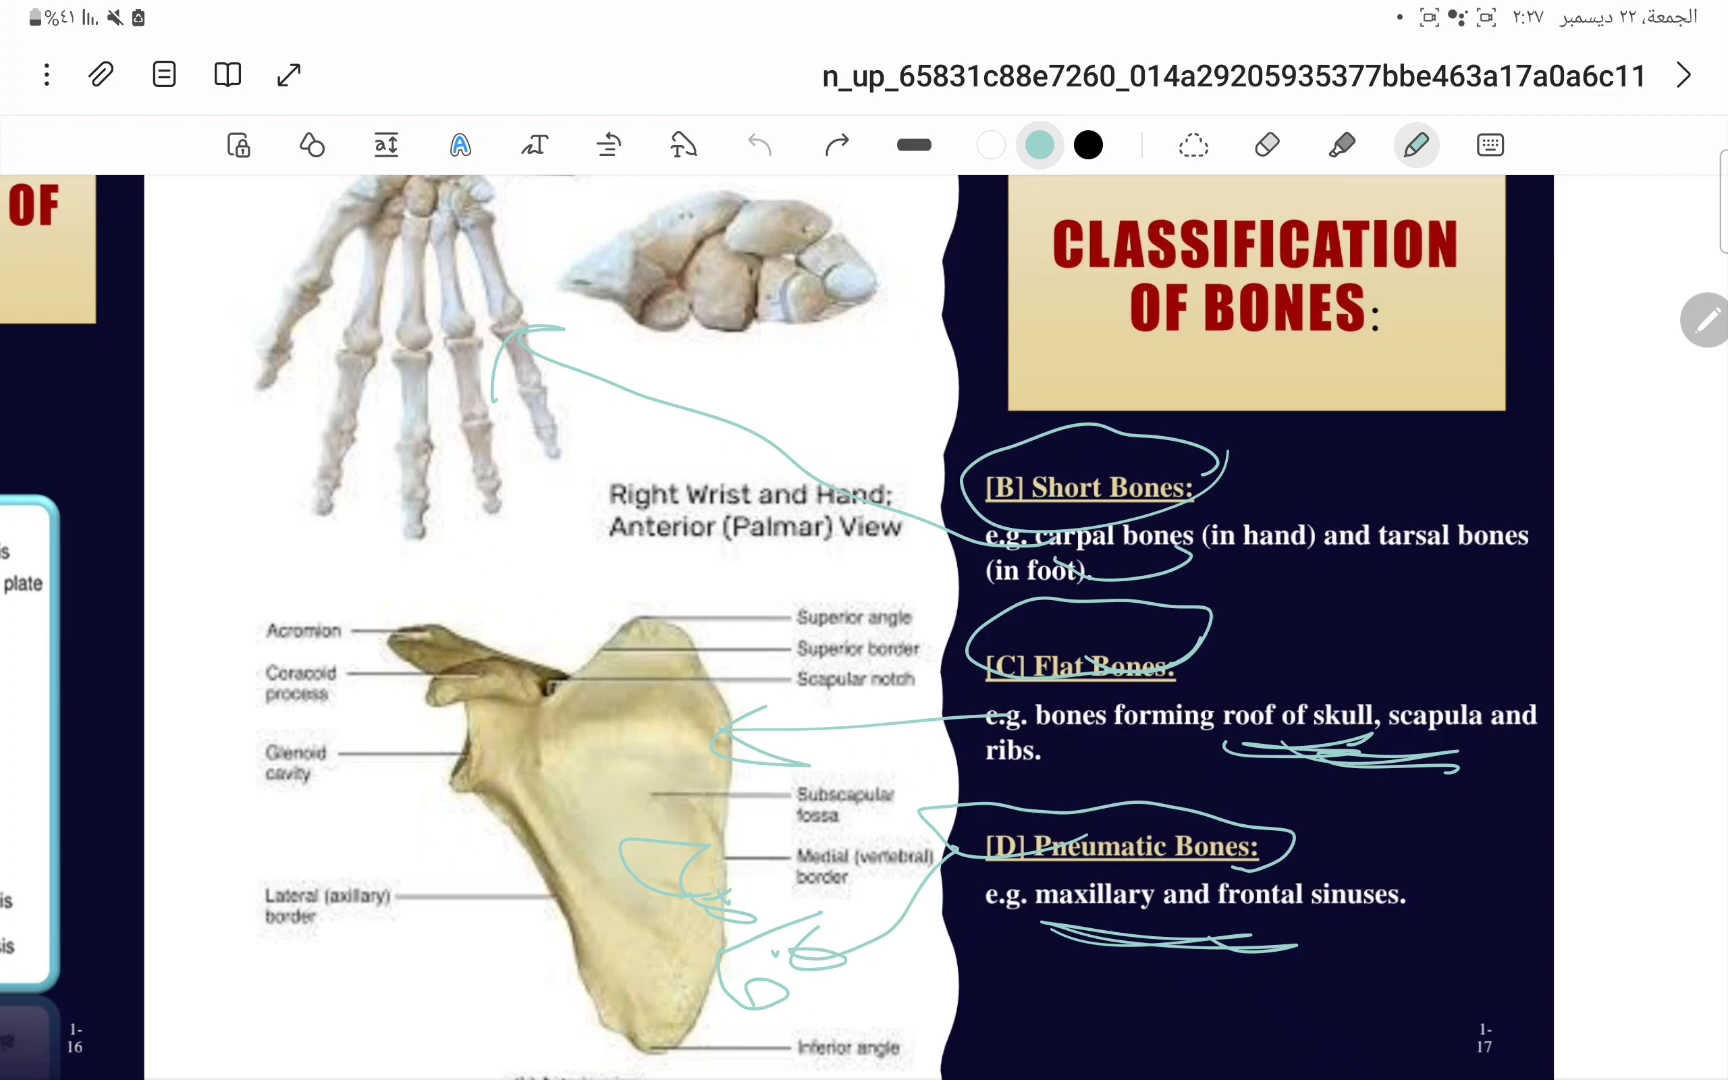 %٤١
الجمعة، ٢٢ ديسمبر ٢:٢٧
n_up_65831c88e7260_014a29205935377bbe463a17a0a6c11
OF
is
plate
is
sis
1-
16
Right Wrist and Hand;
Anterior (Palmar) View
Acromion
Coracoid
process
Glenoid
cavity
Lateral (axillary)
border
Superior angle
Superior border
Scapular notch
Subscapular
fossa
Medial (vertebral)
border
Inferior angle
CLASSIFICATION
OF BONES:
[B] Short Bones:
e.g. carpal bones (in hand) and tarsal bones
(in foot).
[C] Flat Bones:
e.g. bones forming roof of skull, scapula and
ribs.
[D] Pneumatic Bones:
e.g. maxillary and frontal sinuses.
1-
17